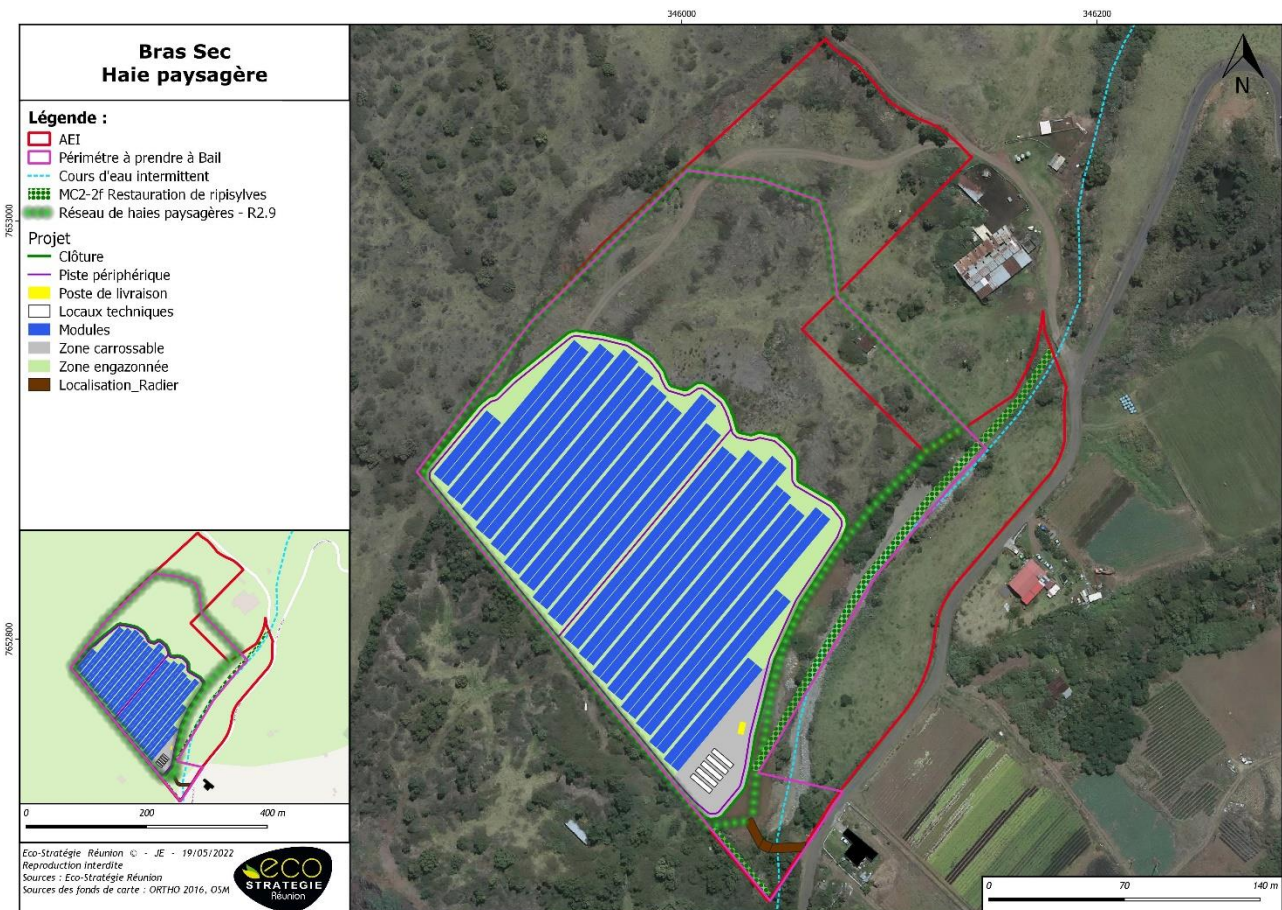 Bras Sec
Haie paysagère
Légende :
AEI
Périmétre à prendre à Bail
Cours d'eau intermittent
MC2-2f Restauration de ripisylves
Réseau de haies paysagères - R2.9
Projet
Clôture
Piste périphérique
Poste de livraison
Locaux techniques
Modules
Zone carrossable
Zone engazonnée
Localisation_Radier
0 200 400 m
Eco-Stratégie Réunion © - JE - 19/05/2022
Reproduction interdite
Sources : Eco-Stratégie Réunion
Sources des fonds de carte : ORTHO 2016, OSM
eco
STRATEGIE
Réunion
346000 346200
7653000
7652800
N
0 70 140 m